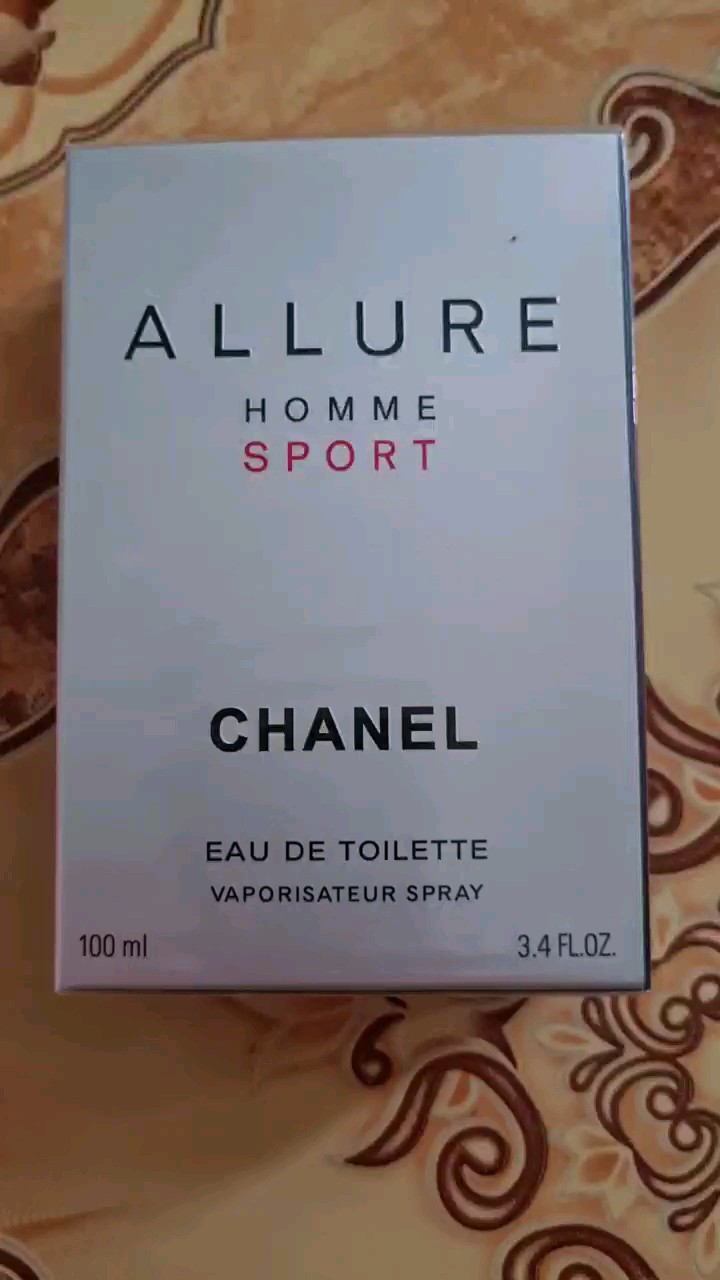 ALLURE
HOMME
SPORT
CHANEL
EAU DE TOILETTE
VAPORISATEUR SPRAY
100 ml 3.4 FL.OZ.